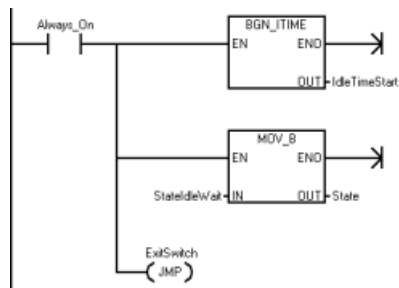 Always_On
BGN_ITIME
EN ENO
OUT IdleTimeStart
MOV_B
EN ENO
StateIdleWait IN OUT State
ExitSwitch
JMP